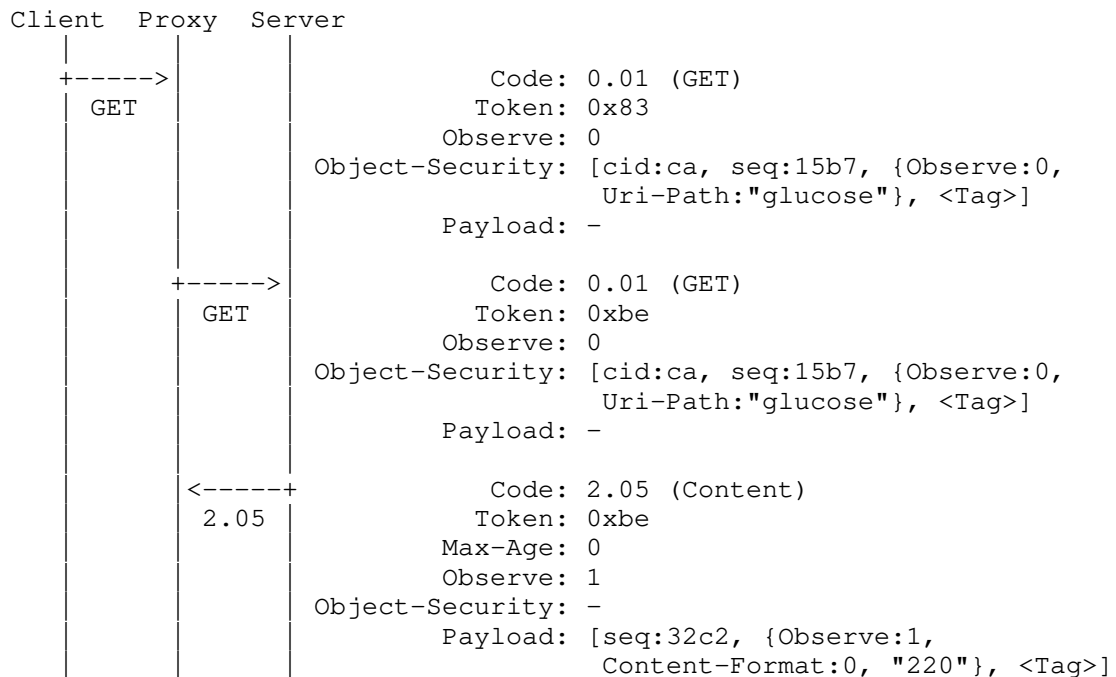 Client  Proxy  Server
   |      |      |
   +----->|      |            Code: 0.01 (GET)
   | GET  |      |           Token: 0x83
   |      |      |         Observe: 0
   |      |      | Object-Security: [cid:ca, seq:15b7, {Observe:0,
   |      |      |                   Uri-Path:"glucose"}, <Tag>]
   |      |      |         Payload: -
   |      |      |
   |      +----->|            Code: 0.01 (GET)
   |      | GET  |           Token: 0xbe
   |      |      |         Observe: 0
   |      |      | Object-Security: [cid:ca, seq:15b7, {Observe:0,
   |      |      |                   Uri-Path:"glucose"}, <Tag>]
   |      |      |         Payload: -
   |      |      |
   |      |<-----+            Code: 2.05 (Content)
   |      | 2.05 |           Token: 0xbe
   |      |      |         Max-Age: 0
   |      |      |         Observe: 1
   |      |      | Object-Security: -
   |      |      |         Payload: [seq:32c2, {Observe:1,
   |      |      |                   Content-Format:0, "220"}, <Tag>]